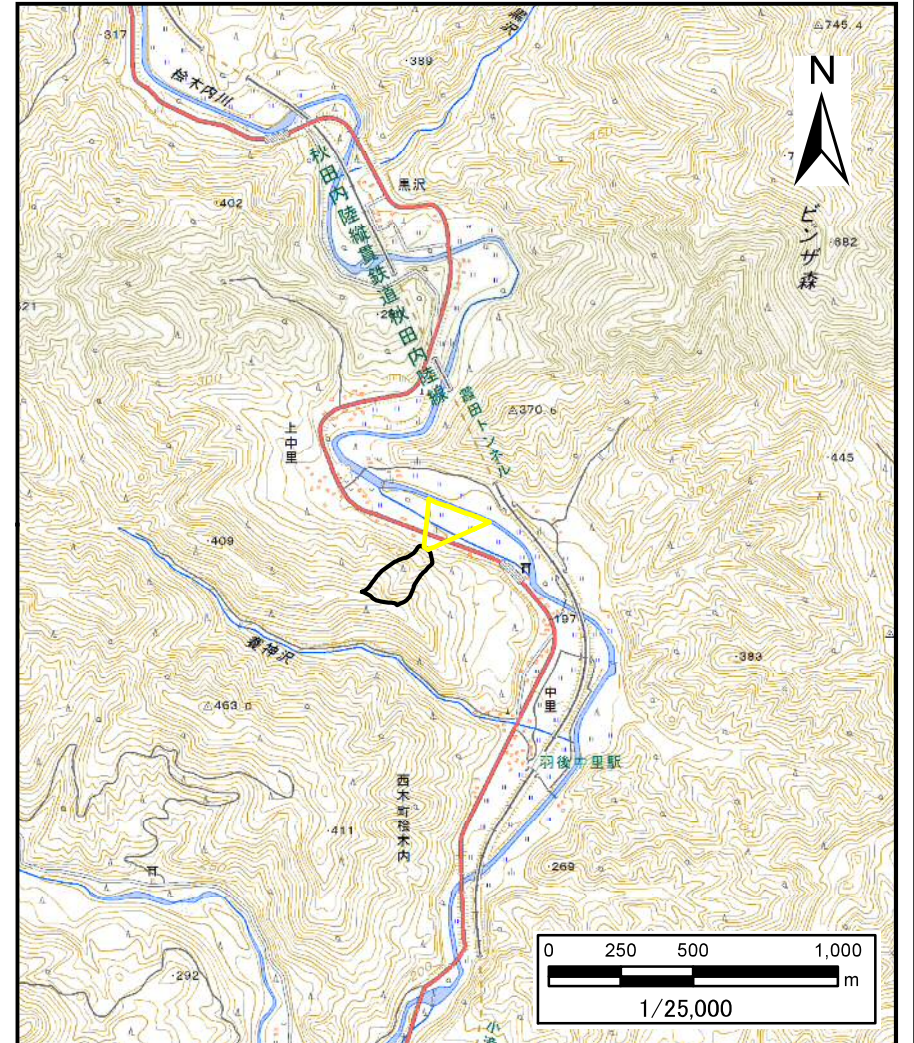 ・317
黒沢
△745.4
桧木内川
・389
N
秋田内陸縦貫鉄道秋田内陸線
黒沢
・402
ビンザ森
・682
△370.6
上中里
・445
・409
・197
・383
△463.0
中里
羽後中里駅
西木町桧木内
・411
・269
・292
0 250 500 1,000
m
1/25,000